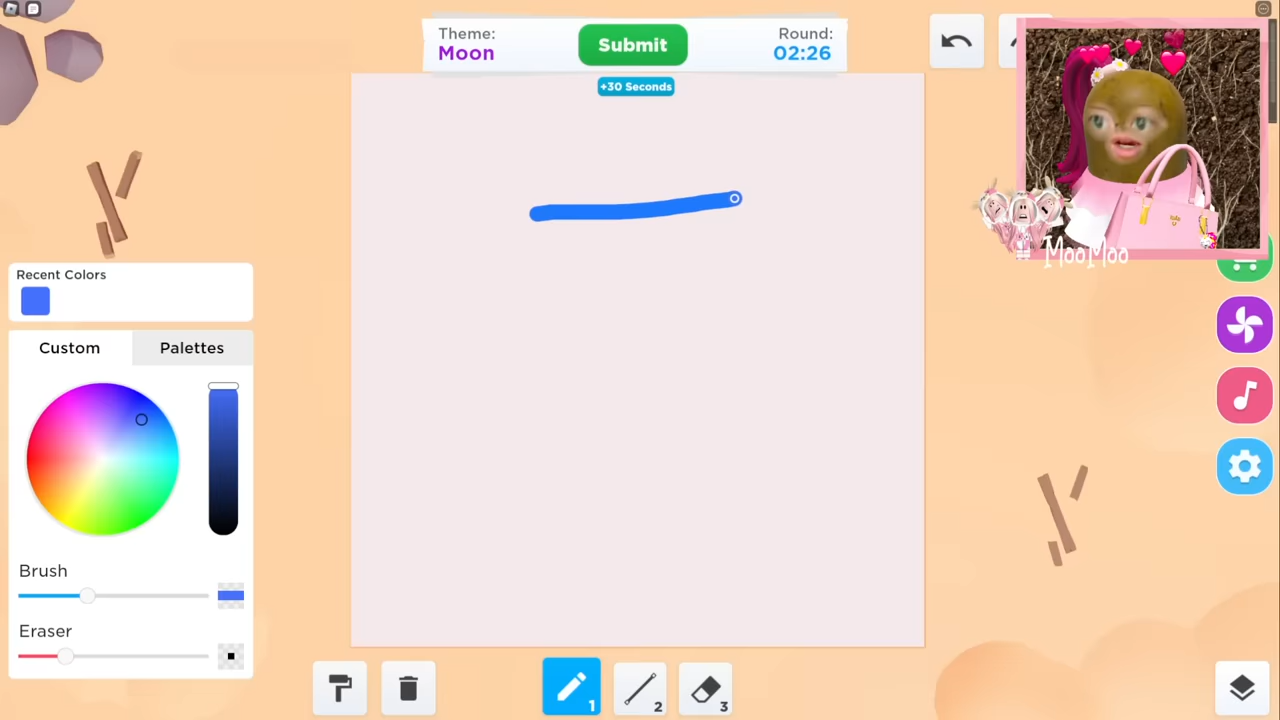 Theme:
Moon
Submit
Round:
02:26
+30 Seconds
MooMoo
Recent Colors
Custom
Palettes
Brush
Eraser
1
2
3